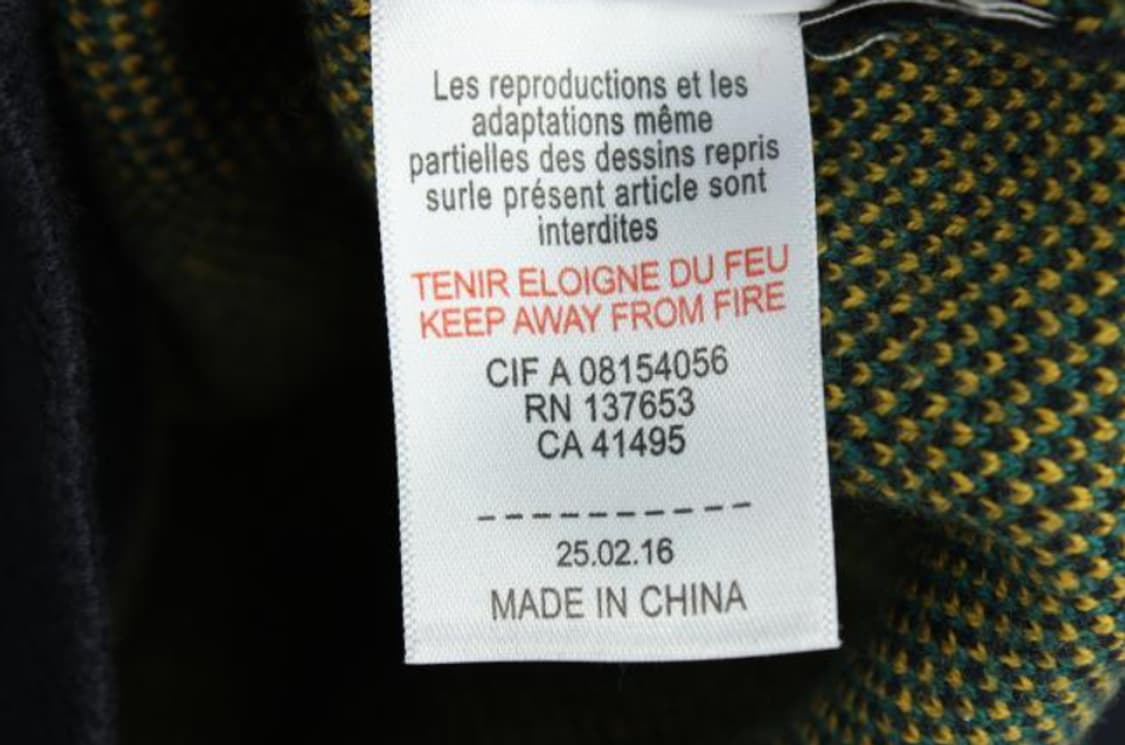 Les reproductions et les
adaptations même
partielles des dessins repris
surle présent article sont
interdites
TENIR ELOIGNE DU FEU
KEEP AWAY FROM FIRE
CIF A 08154056
RN 137653
CA 41495
----------
25.02.16
MADE IN CHINA